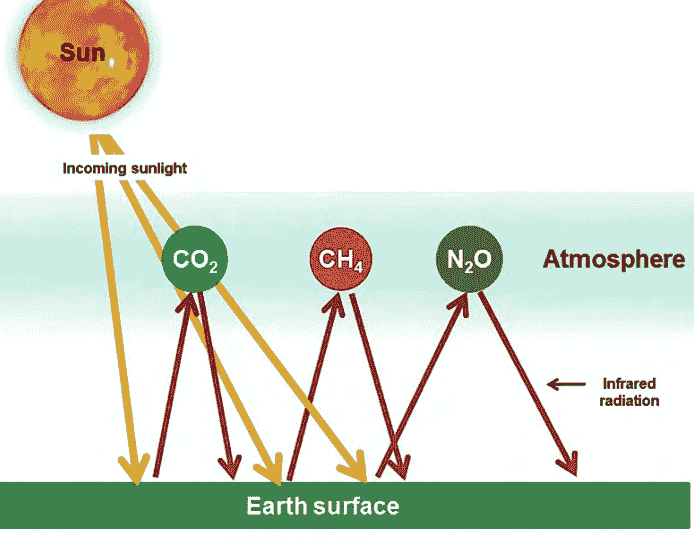 Sun
Incoming sunlight
CO₂
CH₄
N₂O
Atmosphere
Infrared
radiation
Earth surface